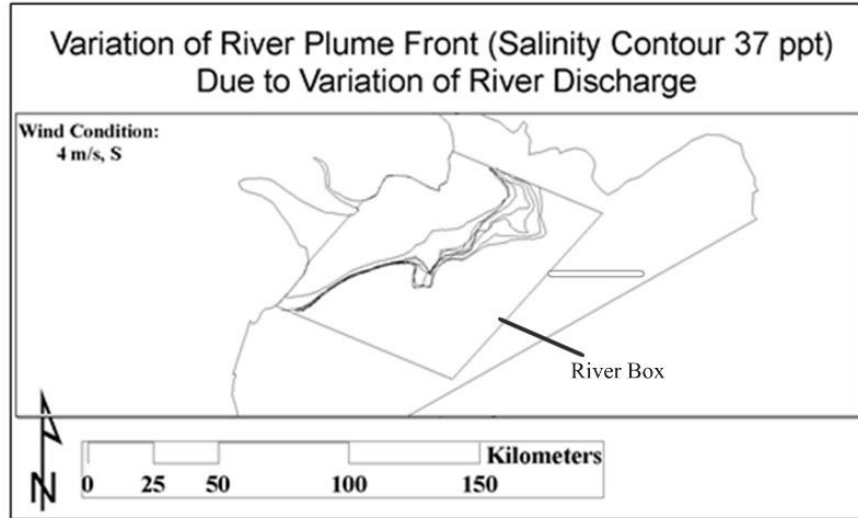 Variation of River Plume Front (Salinity Contour 37 ppt)
Due to Variation of River Discharge
Wind Condition:
4 m/s, S
River Box
Kilometers
0 25 50 100 150
N